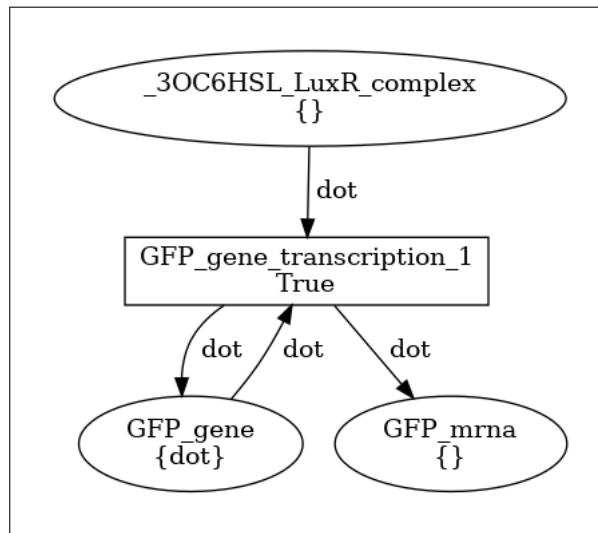 _3OC6HSL_LuxR_complex
{}
dot
GFP_gene_transcription_1
True
dot
dot
dot
GFP_gene
{dot}
GFP_mrna
{}